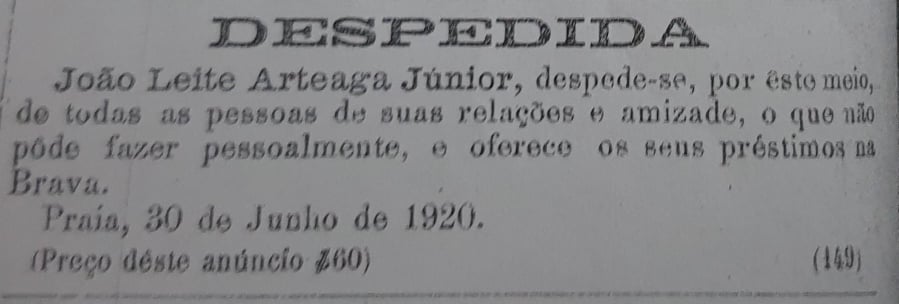 DESPEDIDA
João Leite Arteaga Júnior, despede-se, por êste meio,
de todas as pessoas de suas relações e amizade, o que não
pôde fazer pessoalmente, e oferece os seus préstimos na
Brava.
Praia, 30 de Junho de 1920.
(Preço dêste anúncio $60)
(149)